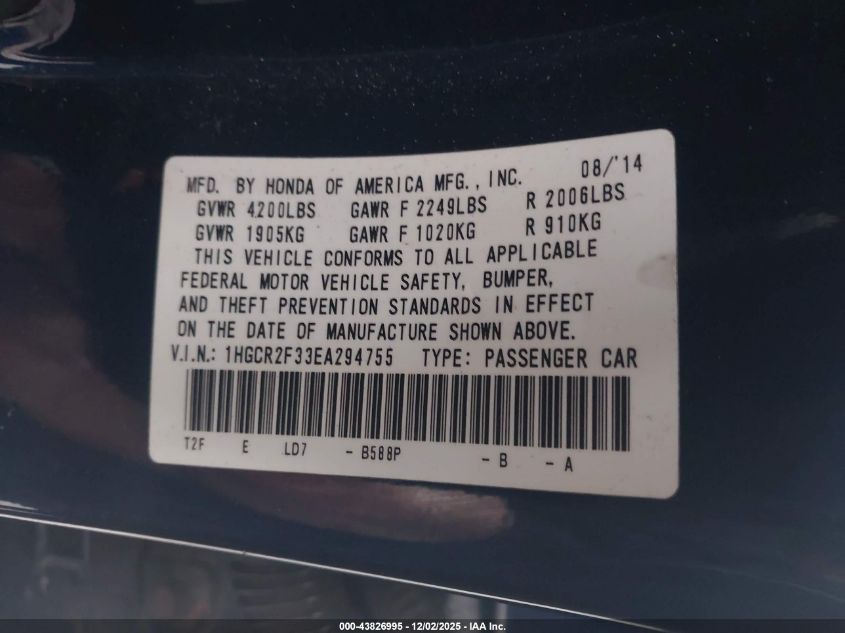 MFD. BY HONDA OF AMERICA MFG., INC. 08/'14
GVWR 4200LBS GAWR F 2249LBS R 2006LBS
GVWR 1905KG GAWR F 1020KG R 910KG
THIS VEHICLE CONFORMS TO ALL APPLICABLE
FEDERAL MOTOR VEHICLE SAFETY, BUMPER,
AND THEFT PREVENTION STANDARDS IN EFFECT
ON THE DATE OF MANUFACTURE SHOWN ABOVE.
V.I.N.: 1HGCR2F33EA294755 TYPE: PASSENGER CAR
T2F E LD7 - B588P - B - A
000-43826995 - 12/02/2025 - IAA Inc.